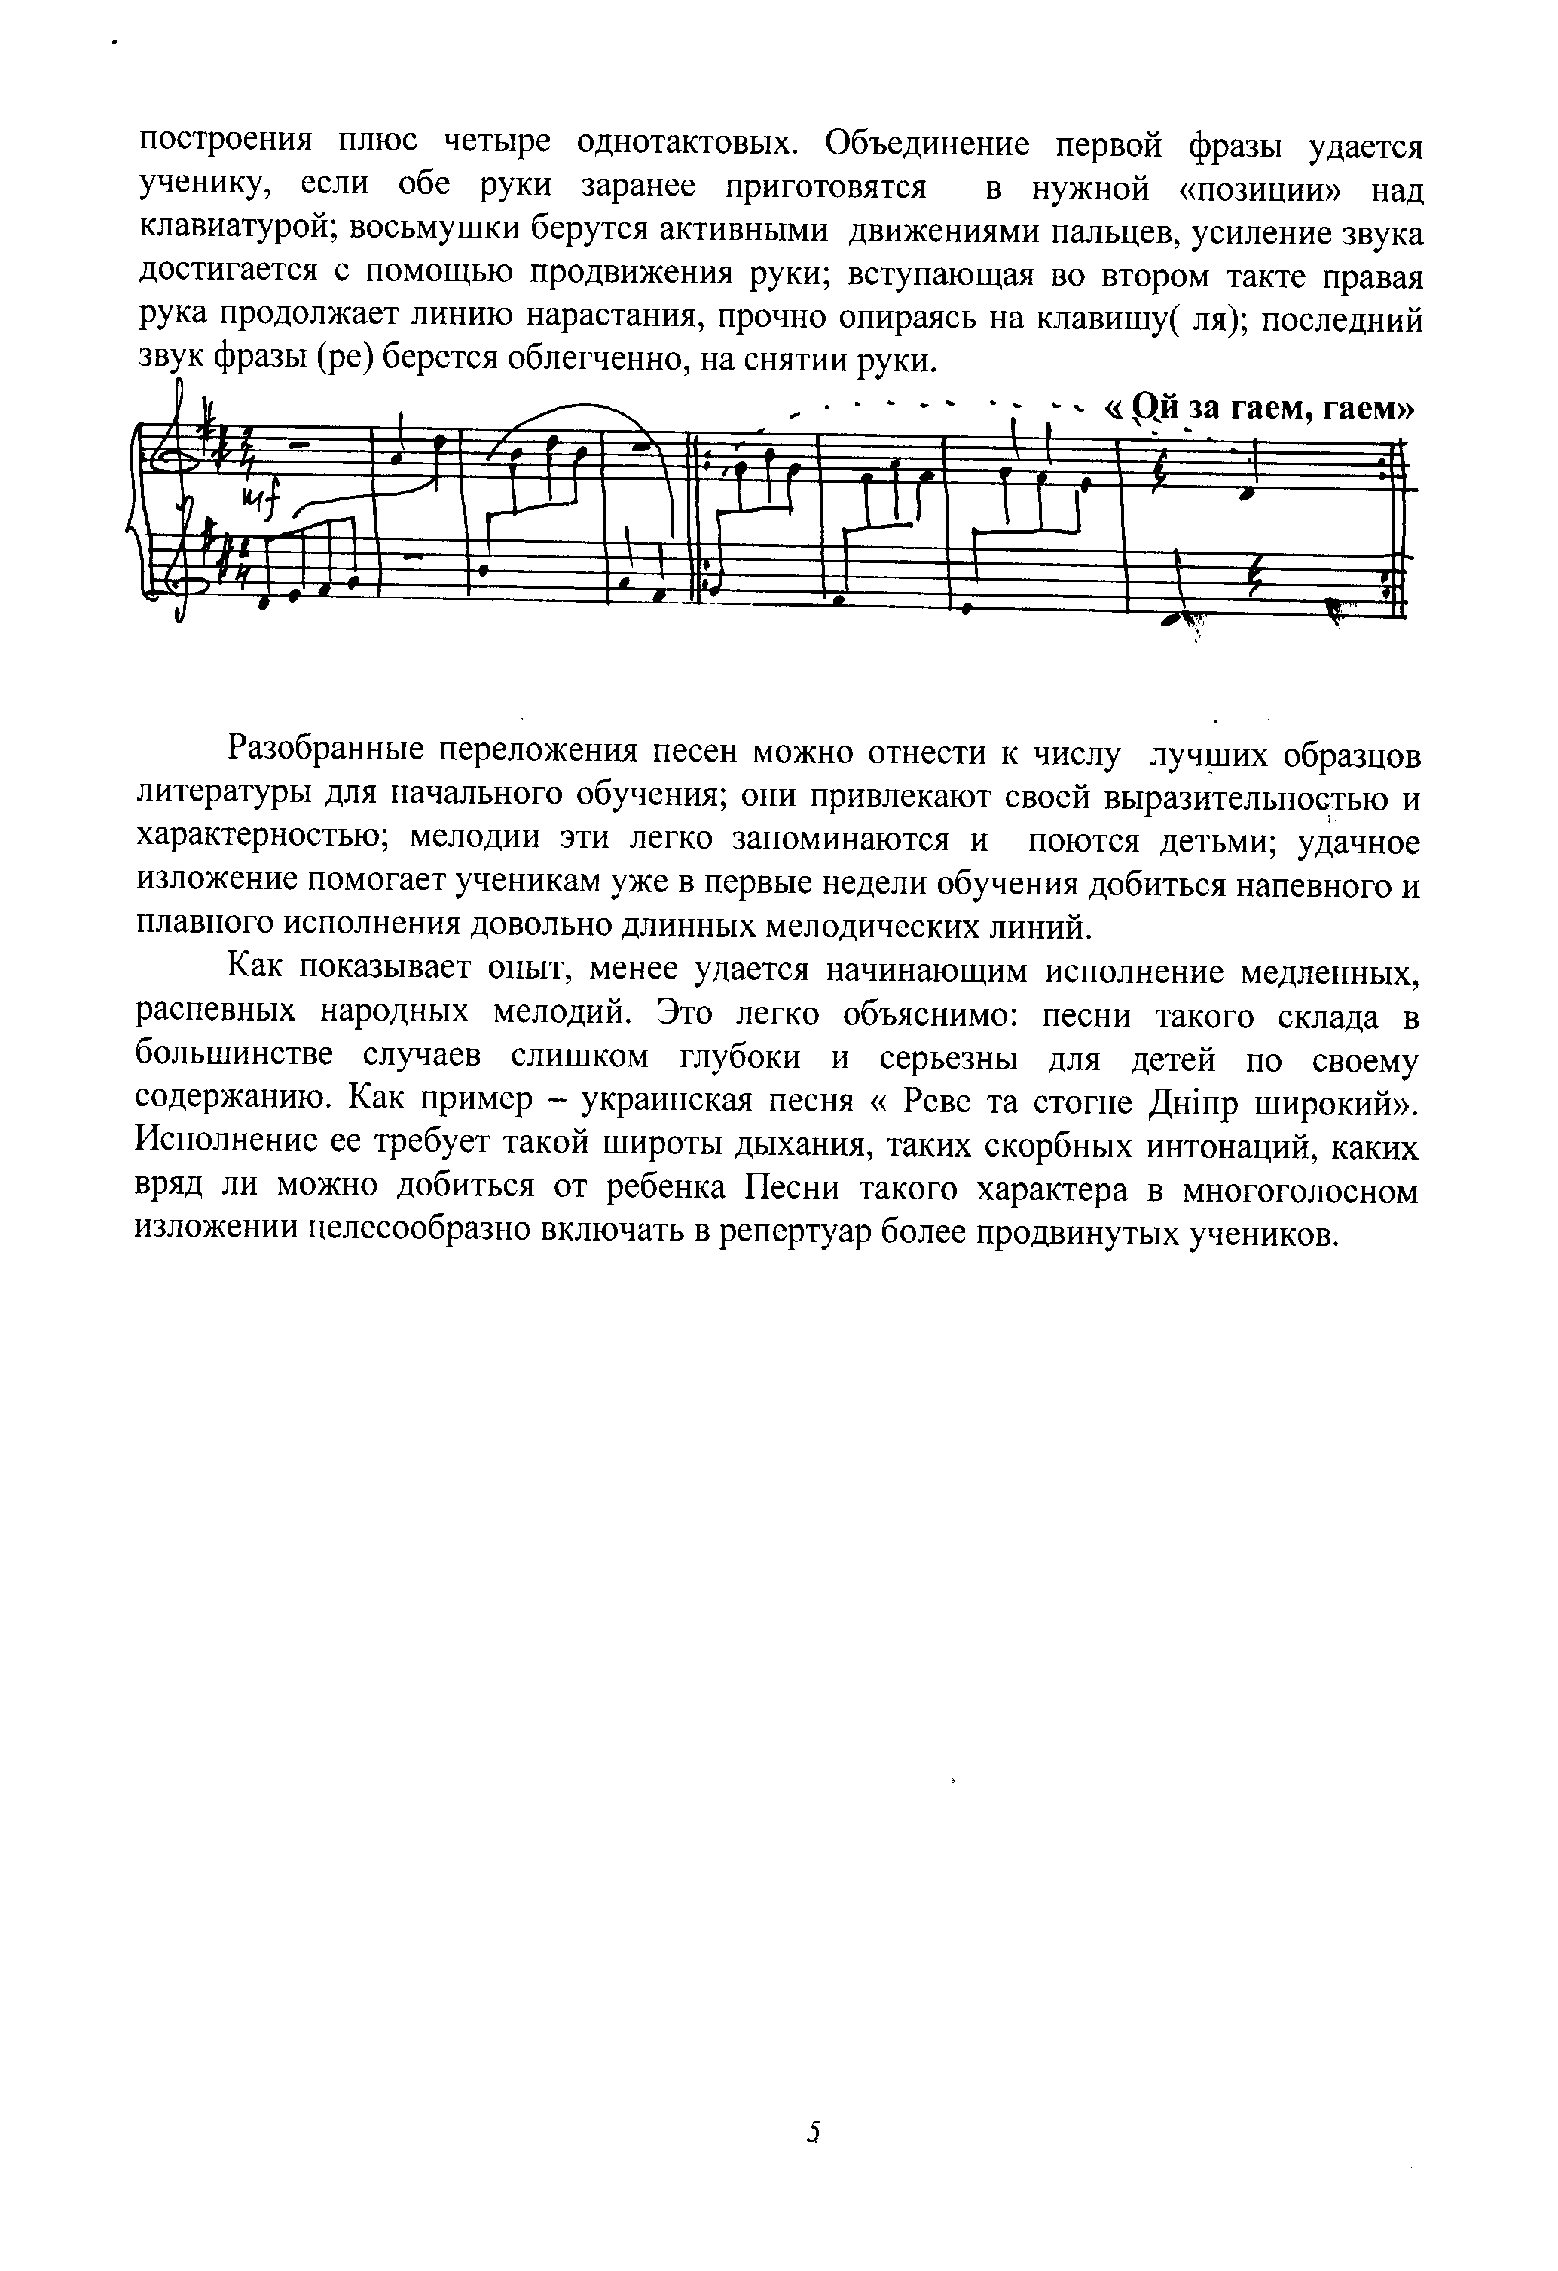 построения плюс четыре однотактовых. Объединение первой фразы удается
ученику, если обе руки заранее приготовятся в нужной «позиции» над
клавиатурой; восьмушки берутся активными движениями пальцев, усиление звука
достигается с помощью продвижения руки; вступающая во втором такте правая
рука продолжает линию нарастания, прочно опираясь на клавишу( ля); последний
звук фразы (ре) берется облегченно, на снятии руки.
« Ой за гаем, гаем»
mf
Разобранные переложения песен можно отнести к числу лучших образцов
литературы для начального обучения; они привлекают своей выразительностью и
характерностью; мелодии эти легко запоминаются и поются детьми; удачное
изложение помогает ученикам уже в первые недели обучения добиться напевного и
плавного исполнения довольно длинных мелодических линий.
Как показывает опыт, менее удается начинающим исполнение медленных,
распевных народных мелодий. Это легко объяснимо: песни такого склада в
большинстве случаев слишком глубоки и серьезны для детей по своему
содержанию. Как пример – украинская песня « Реве та стогне Дніпр широкий».
Исполнение ее требует такой широты дыхания, таких скорбных интонаций, каких
вряд ли можно добиться от ребенка Песни такого характера в многоголосном
изложении целесообразно включать в репертуар более продвинутых учеников.
5